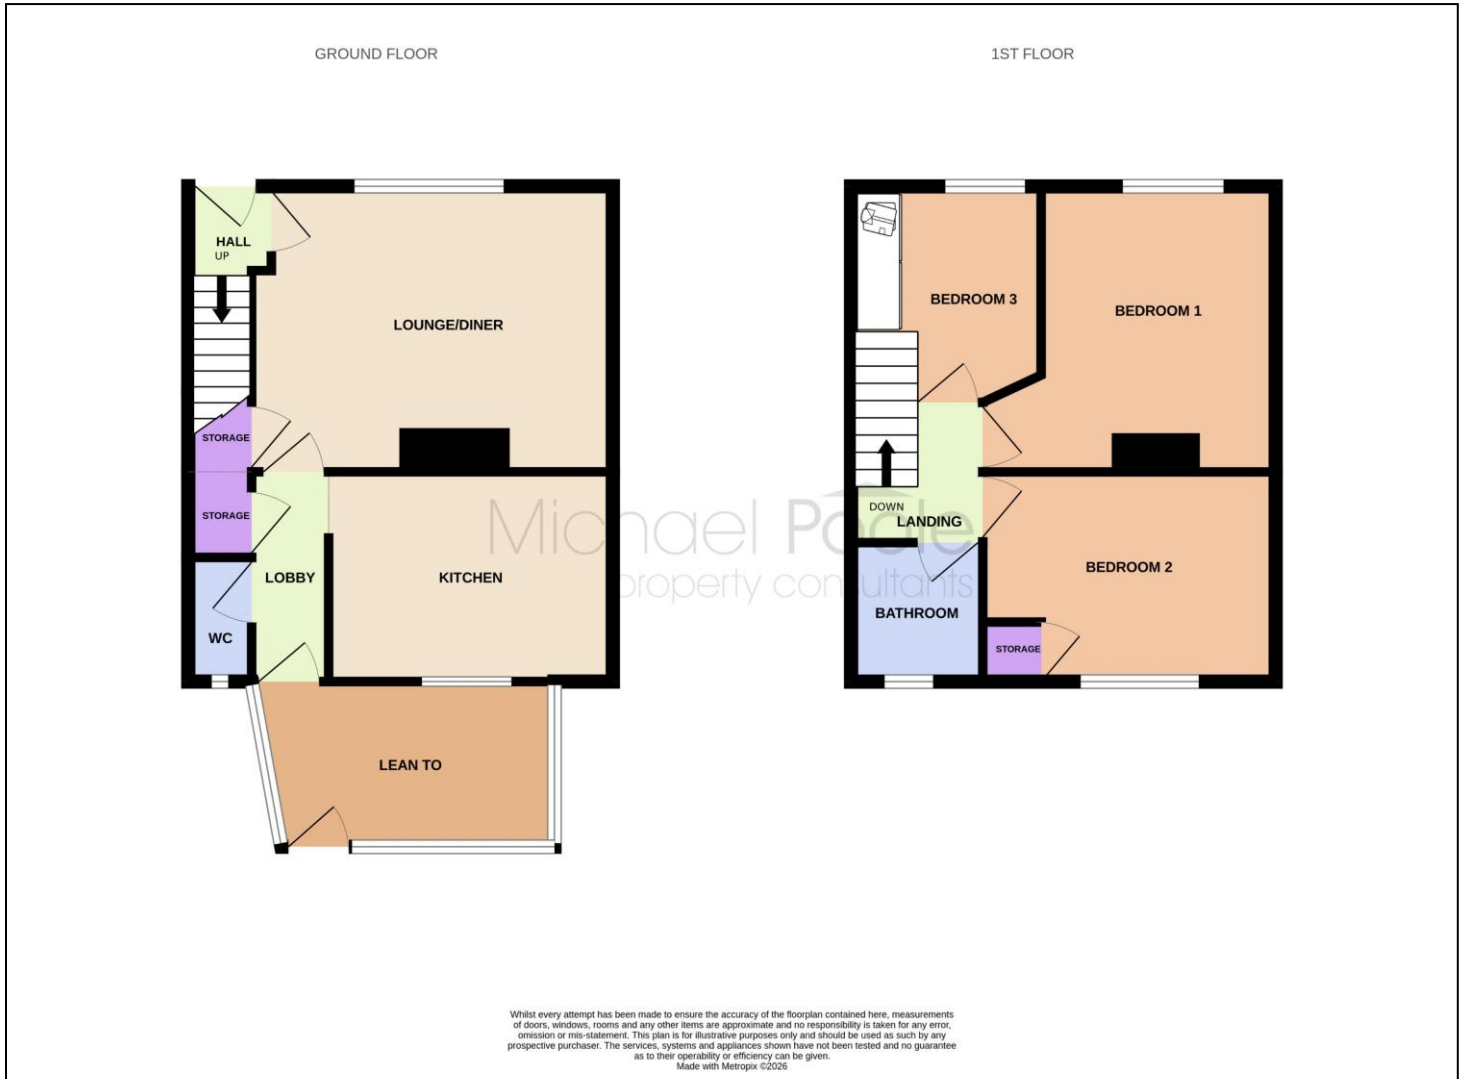 GROUND FLOOR
1ST FLOOR
HALL
UP
LOUNGE/DINER
STORAGE
STORAGE
LOBBY
KITCHEN
WC
LEAN TO
BEDROOM 3
BEDROOM 1
DOWN
LANDING
BEDROOM 2
BATHROOM
STORAGE
Michael Poole
property consultants
Whilst every attempt has been made to ensure the accuracy of the floorplan contained here, measurements
of doors, windows, rooms and any other items are approximate and no responsibility is taken for any error,
omission or mis-statement. This plan is for illustrative purposes only and should be used as such by any
prospective purchaser. The services, systems and appliances shown have not been tested and no guarantee
as to their operability or efficiency can be given.
Made with Metropix ©2026